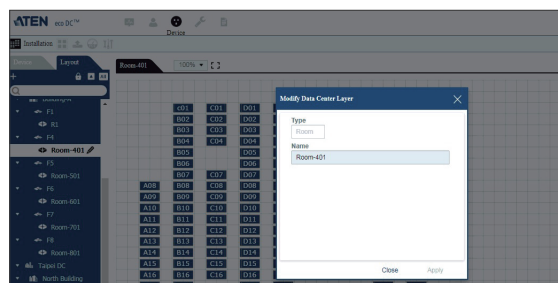 ATEN eco DC™
Device
Installation
Device Layout
Room-401 100%
F1
R1
F4
Room-401
F5
Room-501
F6
Room-601
F7
Room-701
F8
Room-801
Taipei DC
North Building
c01 C01 D01
B02 C02 D02
B03 C03 D03
B04 C04 D04
B05 D05
B06 D06
B07 C07 D07
A08 B08 C08 D08
A09 B09 C09 D09
A10 B10 C10 D10
A11 B11 C11 D11
A12 B12 C12 D12
A13 B13 C13 D13
A14 B14 C14 D14
A15 B15 C15 D15
A16 B16 C16 D16
Modify Data Center Layer
Type
Room
Name
Room-401
Close Apply